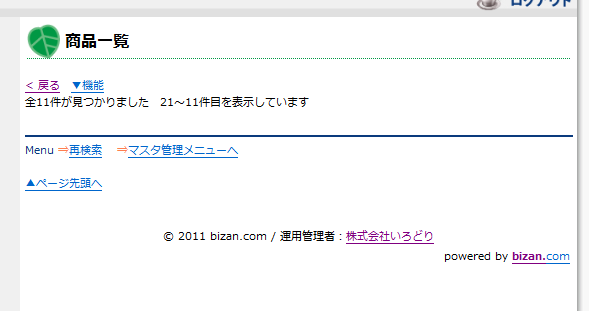 ログアウト
商品一覧
< 戻る ▼機能
全11件が見つかりました 21～11件目を表示しています
Menu ⇒再検索 ⇒マスタ管理メニューへ
▲ページ先頭へ
© 2011 bizan.com / 運用管理者：株式会社いろどり
powered by bizan.com